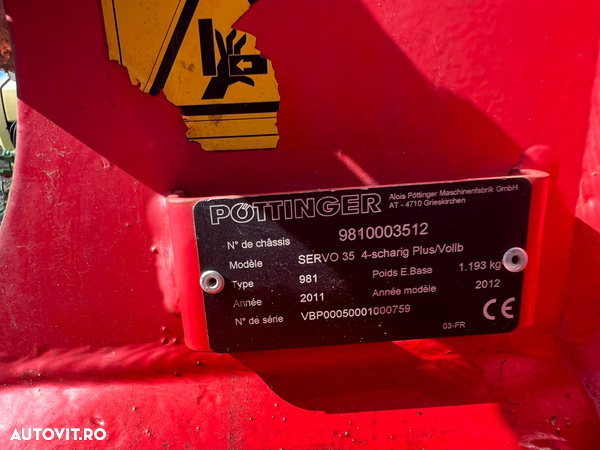 PÖTTINGER
Alois Pöttinger Maschinenfabrik GmbH
AT - 4710 Grieskirchen
N° de châssis 9810003512
Modèle SERVO 35 4-scharig Plus/Vollb
Type 981 Poids E.Base 1.193 kg
Année 2011 Année modèle 2012
N° de série VBP00050001000759
CE
03-FR
AUTOVIT.RO